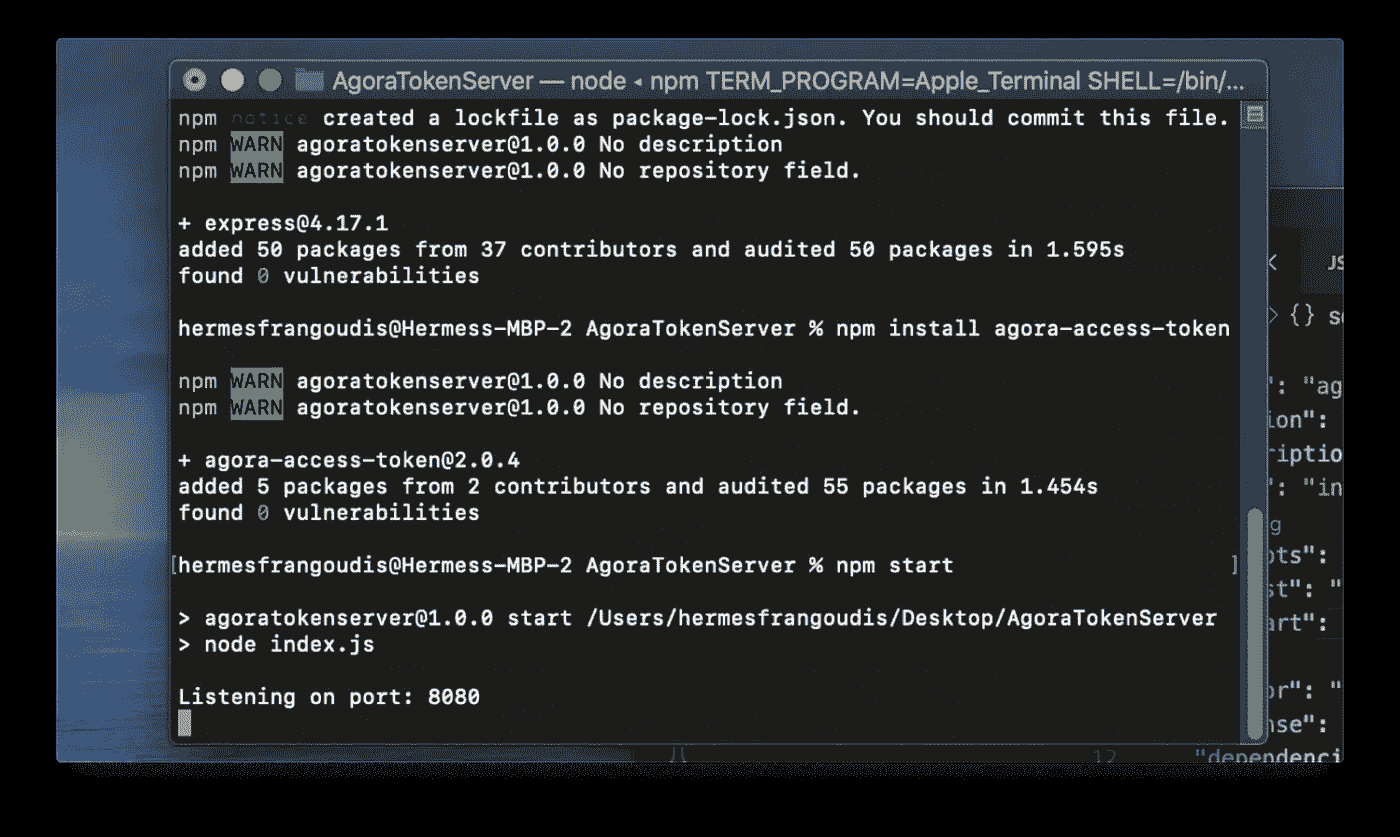 AgoraTokenServer — node ◂ npm TERM_PROGRAM=Apple_Terminal SHELL=/bin/...
npm notice created a lockfile as package-lock.json. You should commit this file.
npm WARN agoratokenserver@1.0.0 No description
npm WARN agoratokenserver@1.0.0 No repository field.
+ express@4.17.1
added 50 packages from 37 contributors and audited 50 packages in 1.595s
found 0 vulnerabilities
hermesfrangoudis@Hermess-MBP-2 AgoraTokenServer % npm install agora-access-token
npm WARN agoratokenserver@1.0.0 No description
npm WARN agoratokenserver@1.0.0 No repository field.
+ agora-access-token@2.0.4
added 5 packages from 2 contributors and audited 55 packages in 1.454s
found 0 vulnerabilities
[hermesfrangoudis@Hermess-MBP-2 AgoraTokenServer % npm start ]
> agoratokenserver@1.0.0 start /Users/hermesfrangoudis/Desktop/AgoraTokenServer
> node index.js
Listening on port: 8080
JS
> {} s
": "ag
ion":
riptio
": "in
g
pts":
st": "
art":
or": "
nse":
12 "dependenci